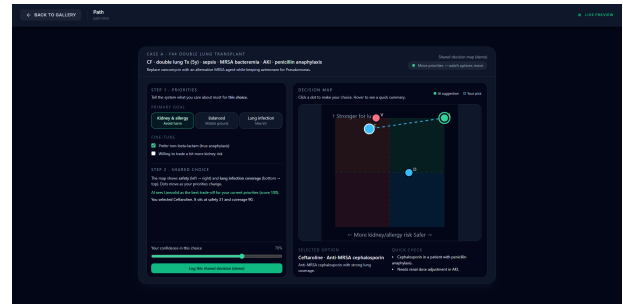 ← BACK TO GALLERY
Path
LIVE PREVIEW
CASE A · F44 DOUBLE LUNG TRANSPLANT
CF · double lung Tx (5y) · sepsis · MRSA bacteremia · AKI · penicillin anaphylaxis
Replace vancomycin with an alternative MRSA agent while keeping aztreonam for Pseudomonas.
Shared decision map (demo)
Move priorities — watch options move
STEP 1 · PRIORITIES
Tell the system what you care about most for this choice.
PRIMARY GOAL
Kidney & allergy
Avoid harm
Balanced
Middle ground
Lung infection
Max kill
FINE-TUNE
Prefer non-beta-lactam (true anaphylaxis)
Willing to trade a bit more kidney risk
STEP 2 · SHARED CHOICE
The map shows safety (left → right) and lung infection coverage (bottom → top). Dots move as your priorities change.
AI sees Linezolid as the best trade-off for your current priorities (score 100).
You selected Ceftaroline. It sits at safety 31 and coverage 90.
Your confidence in this choice
70%
Log this shared decision (demo)
DECISION MAP
Click a dot to make your choice. Hover to see a quick summary.
AI suggestion
Your pick
↑ Stronger for lu
V
D
← More kidney/allergy risk Safer →
SELECTED OPTION
Ceftaroline · Anti-MRSA cephalosporin
Anti-MRSA cephalosporin with strong lung coverage.
QUICK CHECK
• Cephalosporin in a patient with penicillin anaphylaxis.
• Needs renal dose adjustment in AKI.